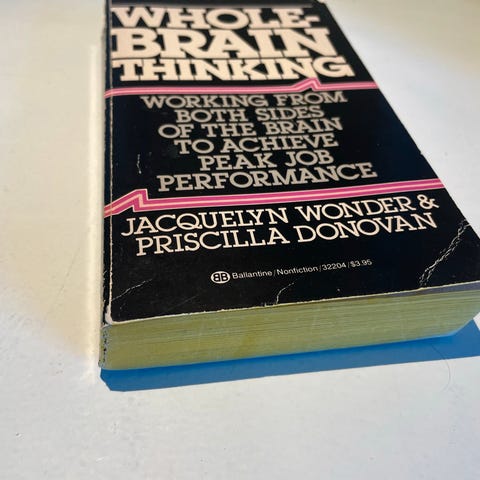 WHOLE-
BRAIN
THINKING
WORKING FROM
BOTH SIDES
OF THE BRAIN
TO ACHIEVE
PEAK JOB
PERFORMANCE
JACQUELYN WONDER &
PRISCILLA DONOVAN
BB Ballantine/Nonfiction/32204/$3.95